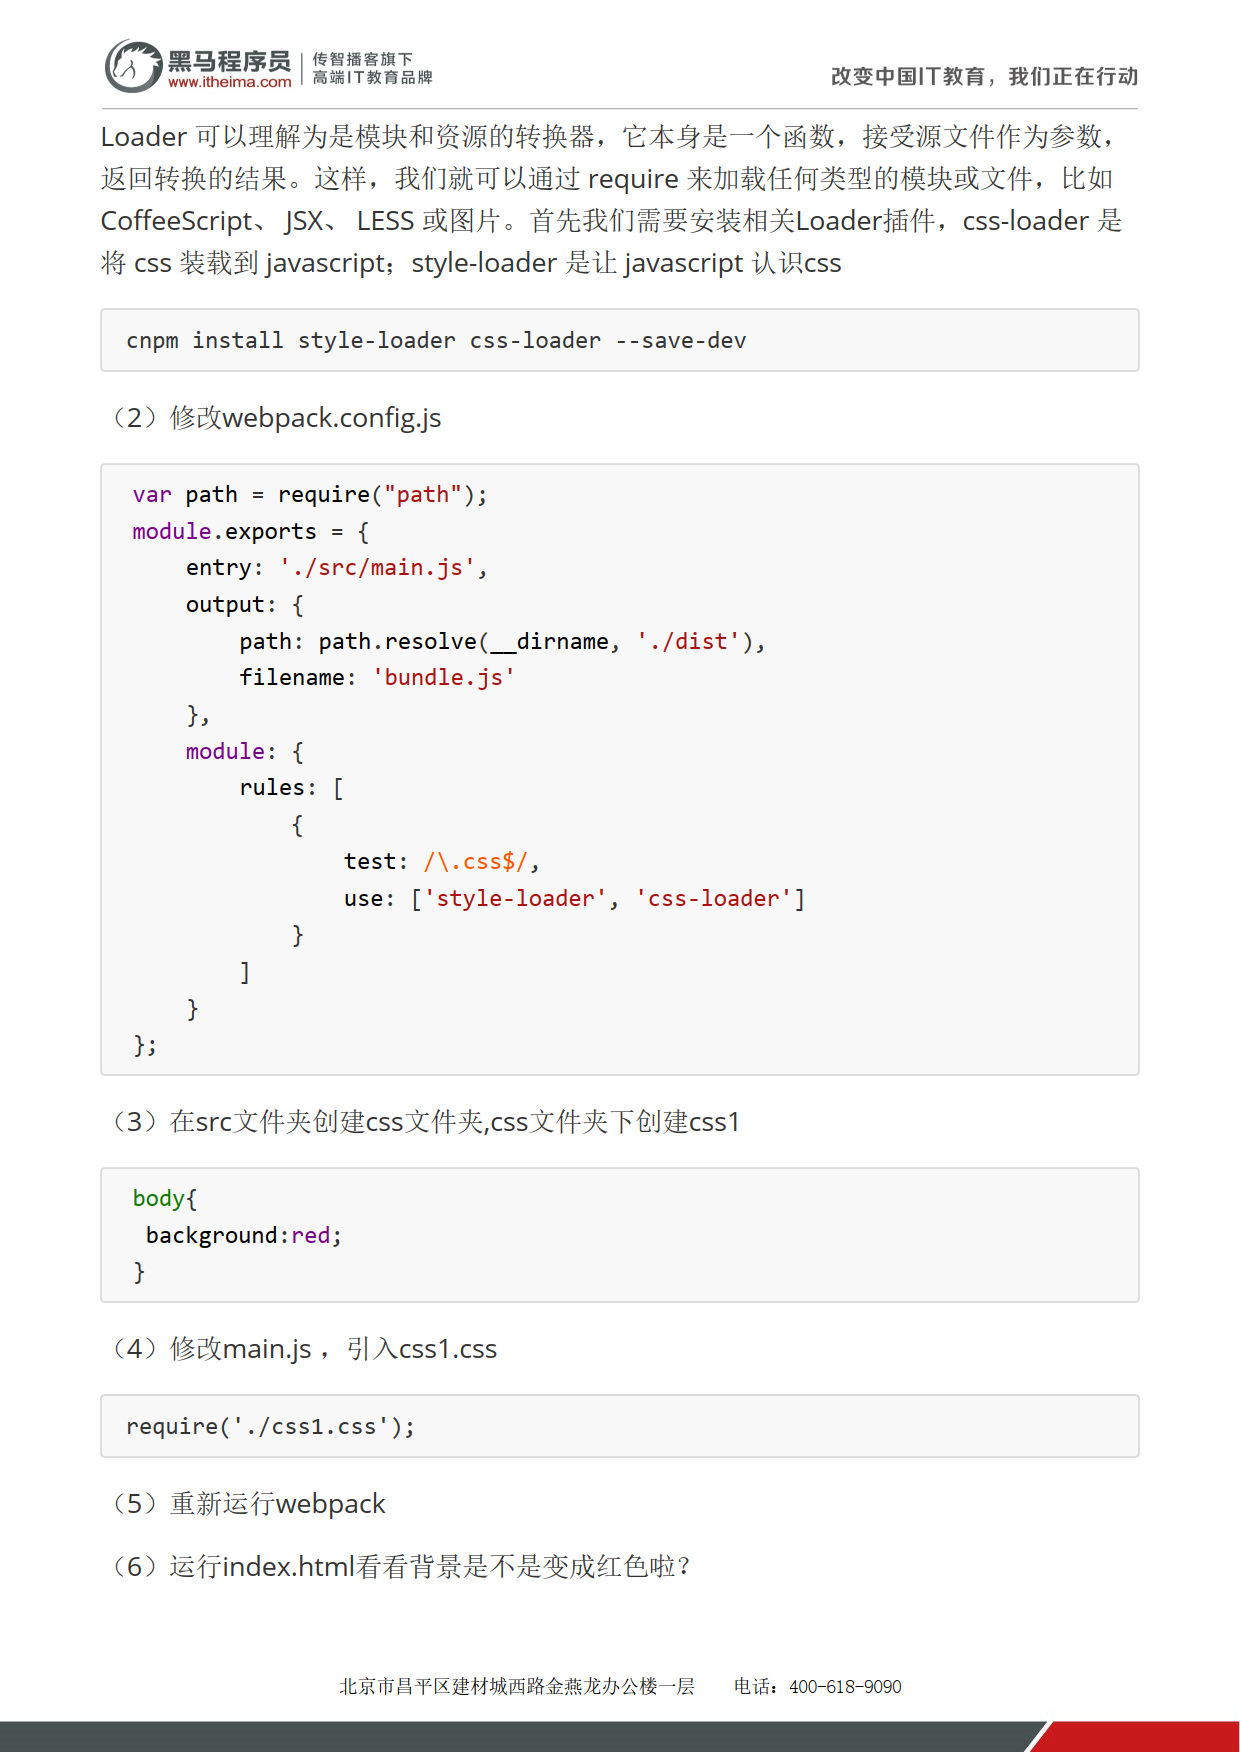 黑马程序员
www.itheima.com
传智播客旗下
高端IT教育品牌
改变中国IT教育，我们正在行动
Loader 可以理解为是模块和资源的转换器，它本身是一个函数，接受源文件作为参数，
返回转换的结果。这样，我们就可以通过 require 来加载任何类型的模块或文件，比如
CoffeeScript、 JSX、 LESS 或图片。首先我们需要安装相关Loader插件，css-loader 是
将 css 装载到 javascript；style-loader 是让 javascript 认识css
cnpm install style-loader css-loader --save-dev
（2）修改webpack.config.js
var path = require("path");
module.exports = {
    entry: './src/main.js',
    output: {
        path: path.resolve(__dirname, './dist'),
        filename: 'bundle.js'
    },
    module: {
        rules: [
            {
                test: /\.css$/,
                use: ['style-loader', 'css-loader']
            }
        ]
    }
};
（3）在src文件夹创建css文件夹,css文件夹下创建css1
body{
 background:red;
}
（4）修改main.js ，引入css1.css
require('./css1.css');
（5）重新运行webpack
（6）运行index.html看看背景是不是变成红色啦？
北京市昌平区建材城西路金燕龙办公楼一层 电话：400-618-9090